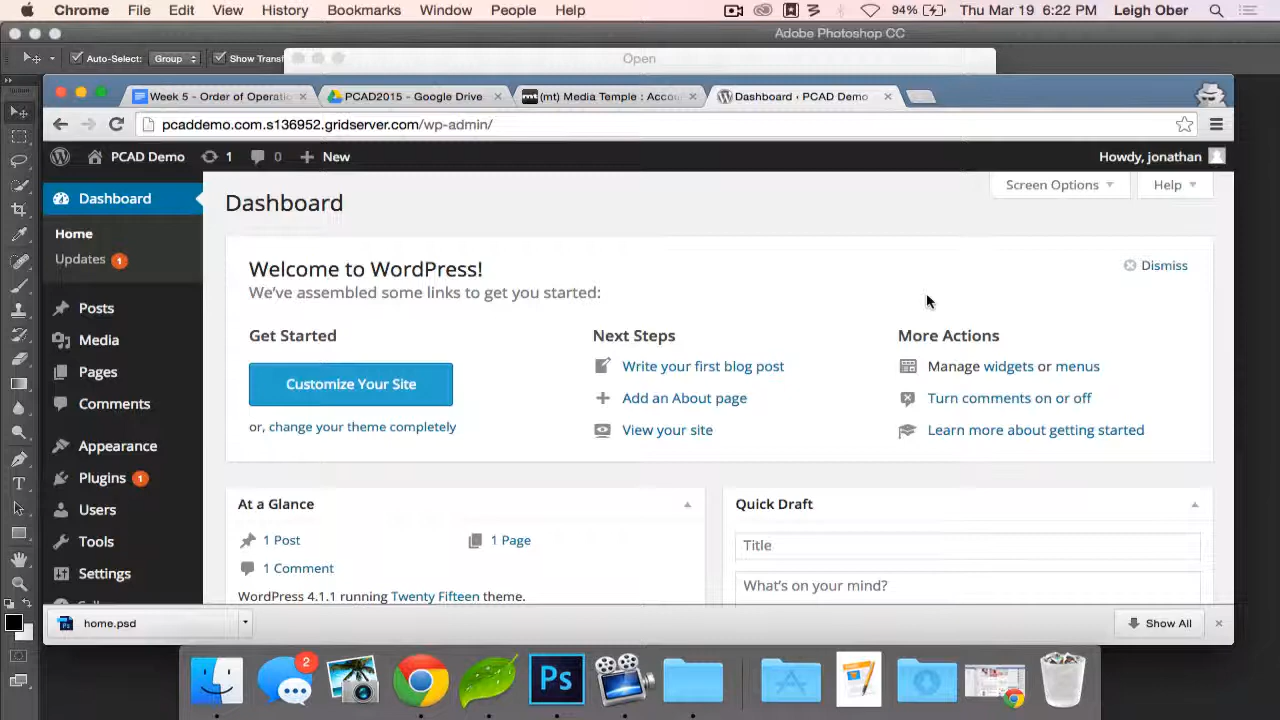 Chrome File Edit View History Bookmarks Window People Help 94% Thu Mar 19 6:22 PM Leigh Ober
Adobe Photoshop CC
Auto-Select: Group Show Transf
Open
Week 5 - Order of Operatio PCAD2015 - Google Drive (mt) Media Temple : Accou Dashboard ‹ PCAD Demo
pcaddemo.com.s136952.gridserver.com/wp-admin/
PCAD Demo 1 0 New Howdy, jonathan
Screen Options Help
Dashboard
Home
Updates 1
Posts
Media
Pages
Comments
Appearance
Plugins 1
Users
Tools
Settings
Dashboard
Welcome to WordPress!
Dismiss
We've assembled some links to get you started:
Get Started
Customize Your Site
or, change your theme completely
Next Steps
Write your first blog post
Add an About page
View your site
More Actions
Manage widgets or menus
Turn comments on or off
Learn more about getting started
At a Glance
1 Post
1 Page
1 Comment
WordPress 4.1.1 running Twenty Fifteen theme.
Quick Draft
Title
What's on your mind?
home.psd
Show All
2
Ps